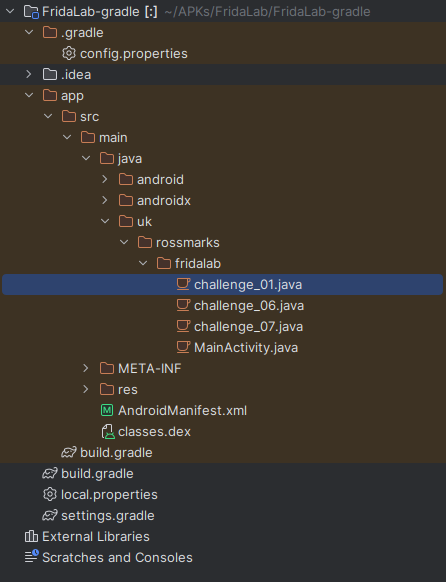 FridaLab-gradle [:] ~/APKs/FridaLab/FridaLab-gradle
.gradle
config.properties
.idea
app
src
main
java
android
androidx
uk
rossmarks
fridalab
challenge_01.java
challenge_06.java
challenge_07.java
MainActivity.java
META-INF
res
AndroidManifest.xml
classes.dex
build.gradle
build.gradle
local.properties
settings.gradle
External Libraries
Scratches and Consoles